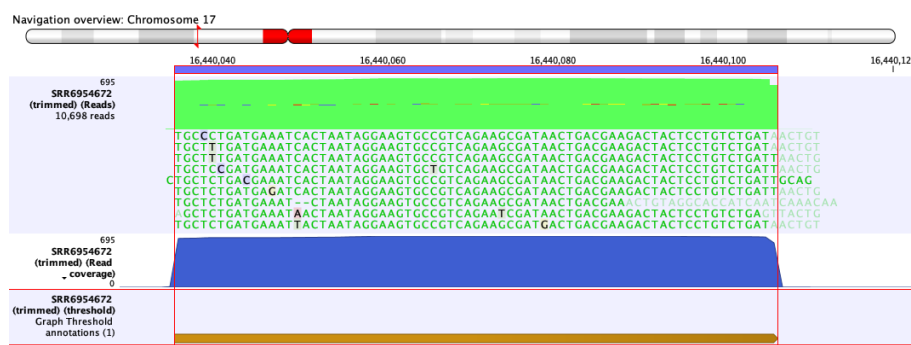 Navigation overview: Chromosome 17
16,440,040 16,440,060 16,440,080 16,440,100 16,440,12
695
SRR6954672
(trimmed) (Reads)
10,698 reads
TGCCCTGATGAAATCACTAATAGGAAGTGCCGTCAGAAGCGATAACTGACGAAGACTACTCCTGTCTGATAACTGT
TGCTTTGATGAAATCACTAATAGGAAGTGCCGTCAGAAGCGATAACTGACGAAGACTACTCCTGTCTGATAACTG
TGCTTTGATGAAATCACTAATAGGAAGTGCCGTCAGAAGCGATAACTGACGAAGACTACTCCTGTCTGATTAACTG
TGCTCCGATGAAATCACTAATAGGAAGTGCTGTCAGAAGCGATAACTGACGAAGACTACTCCTGTCTGATTAACTG
CTGCTCTGACGAAATCACTAATAGGAAGTGCCGTCAGAAGCGATAACTGACGAAGACTACTCCTGTCTGATTGCAG
TGCTCTGATGAGATCACTAATAGGAAGTGCCGTCAGAAGCGATAACTGACGAAGACTACTCCTGTCTGATTAACTG
TGCTCTGATGAAAT--CTAATAGGAAGTGCCGTCAGAAGCGATAACTGACGAAACTGTAGGCACCATCAATCAAACAA
AGCTCTGATGAAATAACTAATAGGAAGTGCCGTCAGAATCGATAACTGACGAAGACTACTCCTGTCTGAGTTACTG
TGCTCTGATGAAATTACTAATAGGAAGTGCCGTCAGAAGCGATGACTGACGAAGACTACTCCTGTCTGATAACTGT
695
SRR6954672
(trimmed) (Read
coverage)
0
SRR6954672
(trimmed) (threshold)
Graph Threshold
annotations (1)